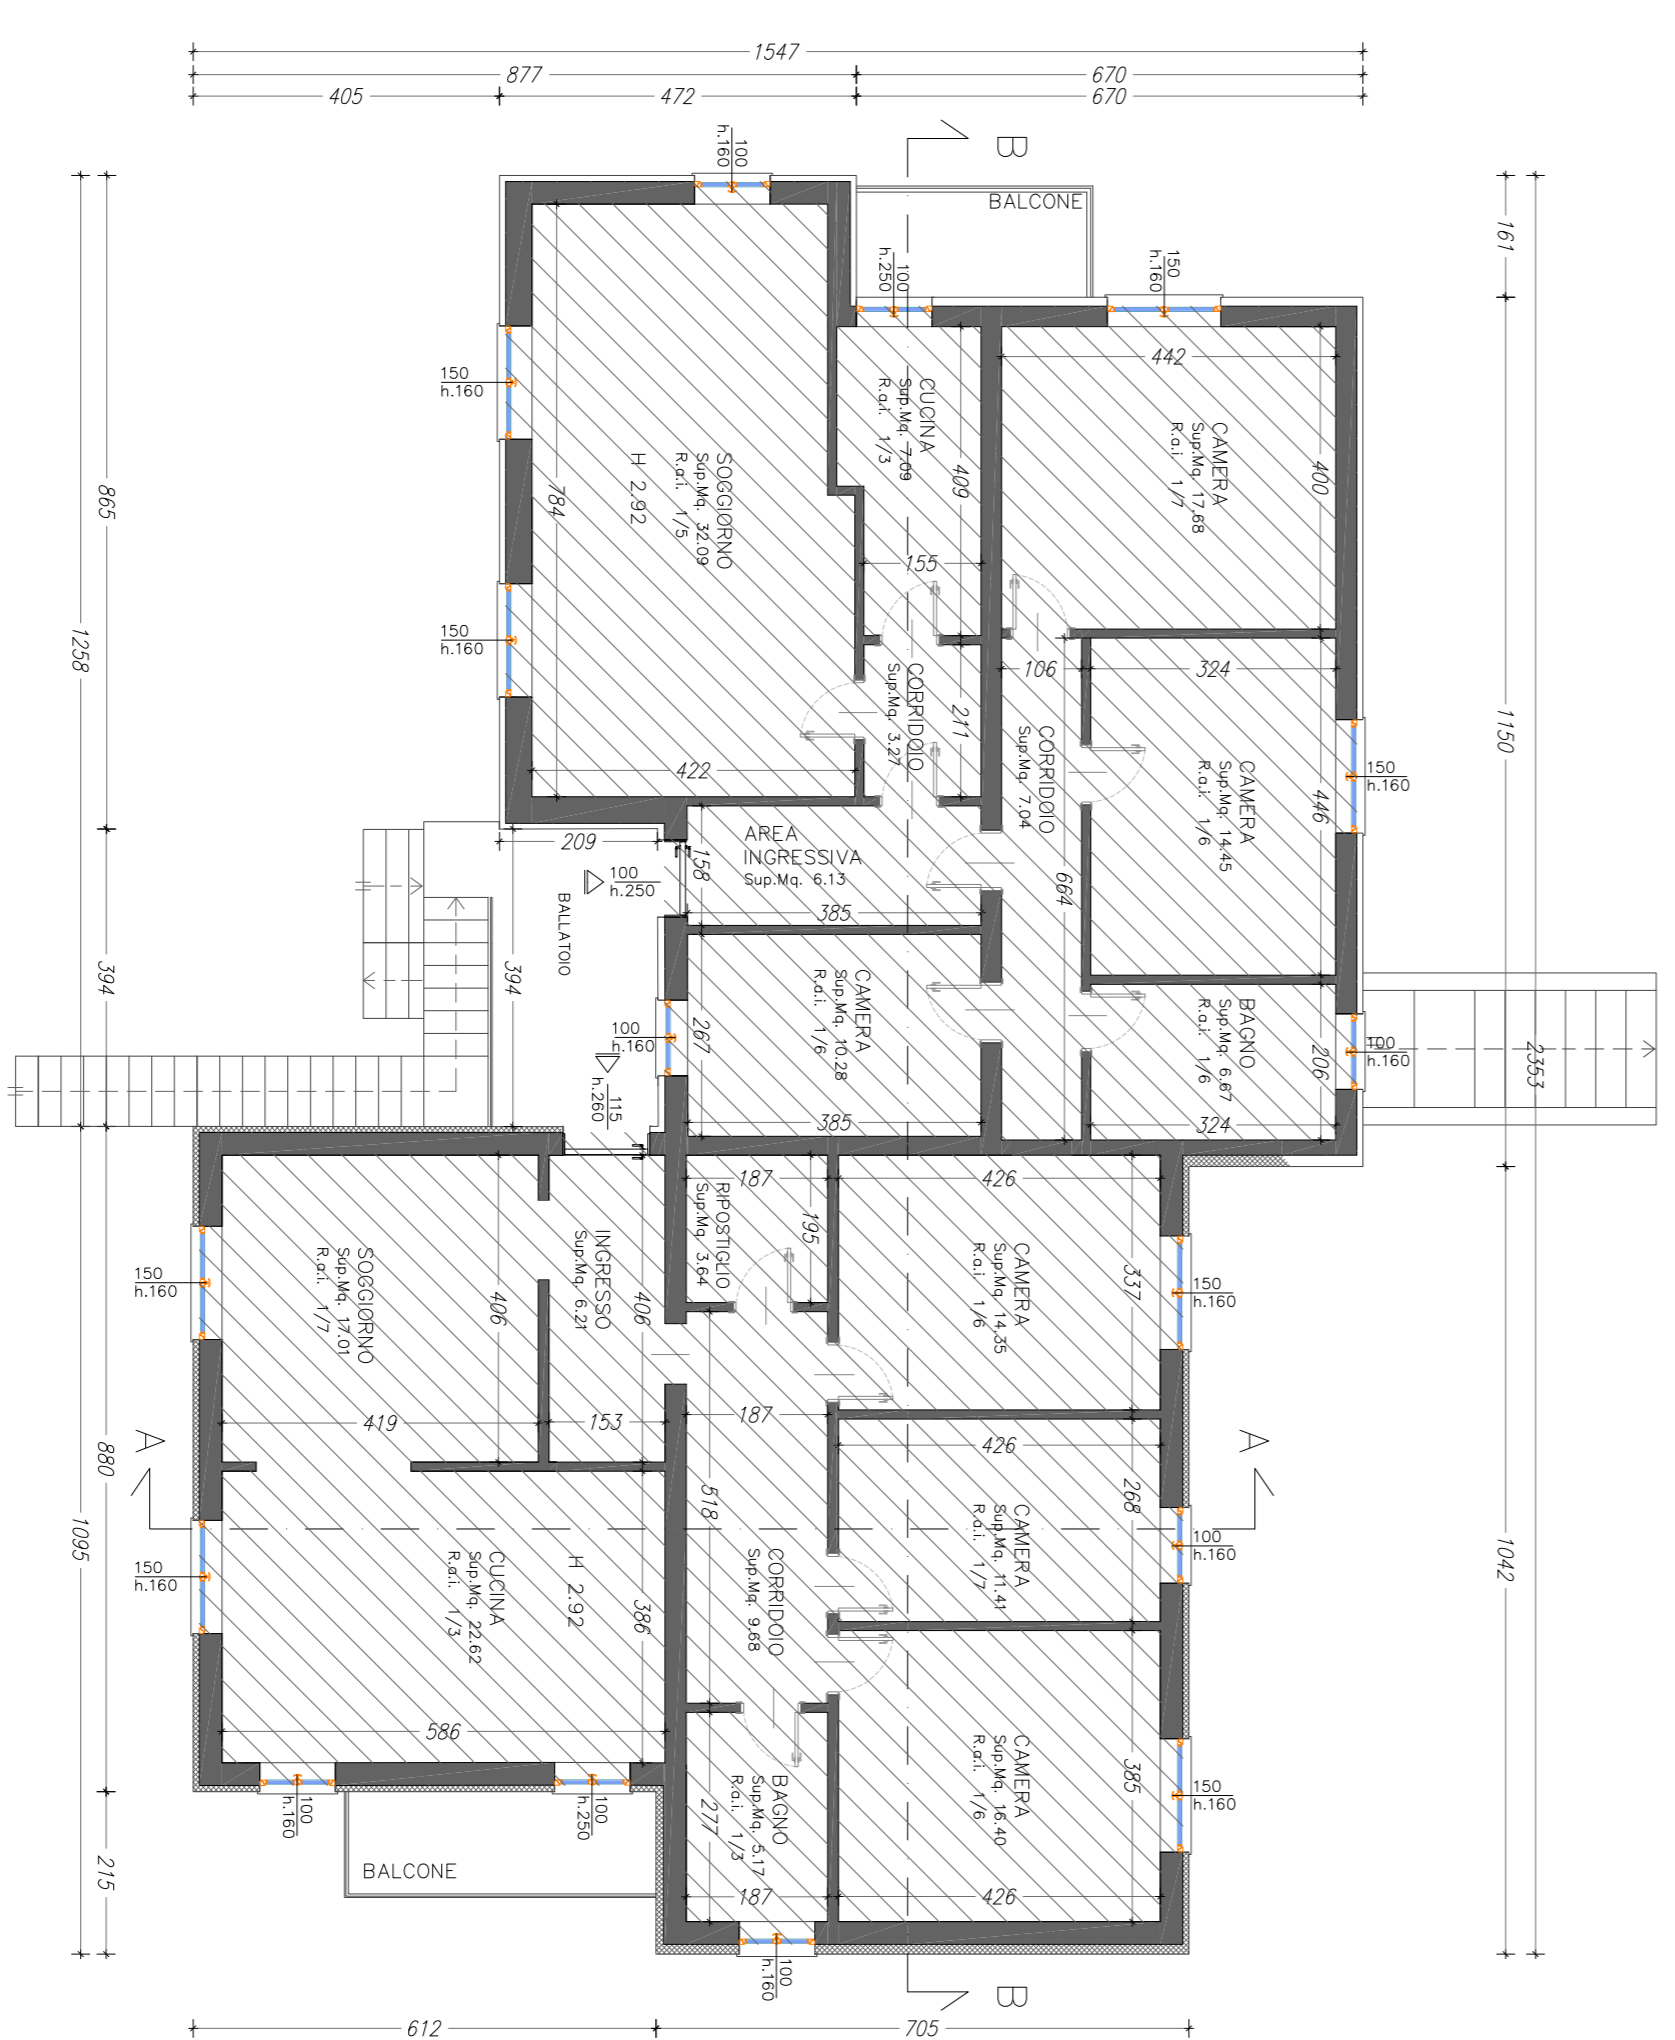 1547
877
670
405
472
670
B
BALCONE
100
h.160
100
h.250
150
h.160
161
442
150
h.160
CUCINA
Sup.Mq. 7.09
R.a.i. 1/3
409
CAMERA
Sup.Mq. 17.68
R.a.i 1/7
400
SOGGIORNO
Sup.Mq. 32.09
R.a.i. 1/5
H 2.92
784
865
155
150
h.160
1258
CORRIDOIO
Sup.Mq. 3.27
211
106
324
1150
CORRIDOIO
Sup.Mq. 7.04
CAMERA
Sup.Mq. 14.45
R.a.i. 1/6
446
150
h.160
422
209
AREA
INGRESSIVA
Sup.Mq. 6.13
158
385
664
100
h.250
BALLATOIO
394
394
CAMERA
Sup.Mq. 10.28
R.a.i. 1/6
267
385
100
h.160
115
h.260
BAGNO
Sup.Mq. 6.67
R.a.i. 1/6
206
324
100
h.160
2353
187
RIPOSTIGLIO
Sup.Mq. 3.64
195
426
CAMERA
Sup.Mq. 14.35
R.a.i 1/6
337
150
h.160
SOGGIORNO
Sup.Mq. 17.01
R.a.i. 1/7
406
INGRESSO
Sup.Mq. 6.21
406
150
h.160
419
153
187
426
A
A
880
1095
518
CAMERA
Sup.Mq. 11.41
R.a.i. 1/7
268
100
h.160
1042
CUCINA
Sup.Mq. 22.62
R.a.i. 1/3
H 2.92
386
150
h.160
CORRIDOIO
Sup.Mq. 9.68
586
CAMERA
Sup.Mq. 16.40
R.a.i. 1/6
385
150
h.160
100
h.160
100
h.250
BAGNO
Sup.Mq. 5.17
R.a.i. 1/3
277
BALCONE
215
187
426
100
h.160
B
612
705